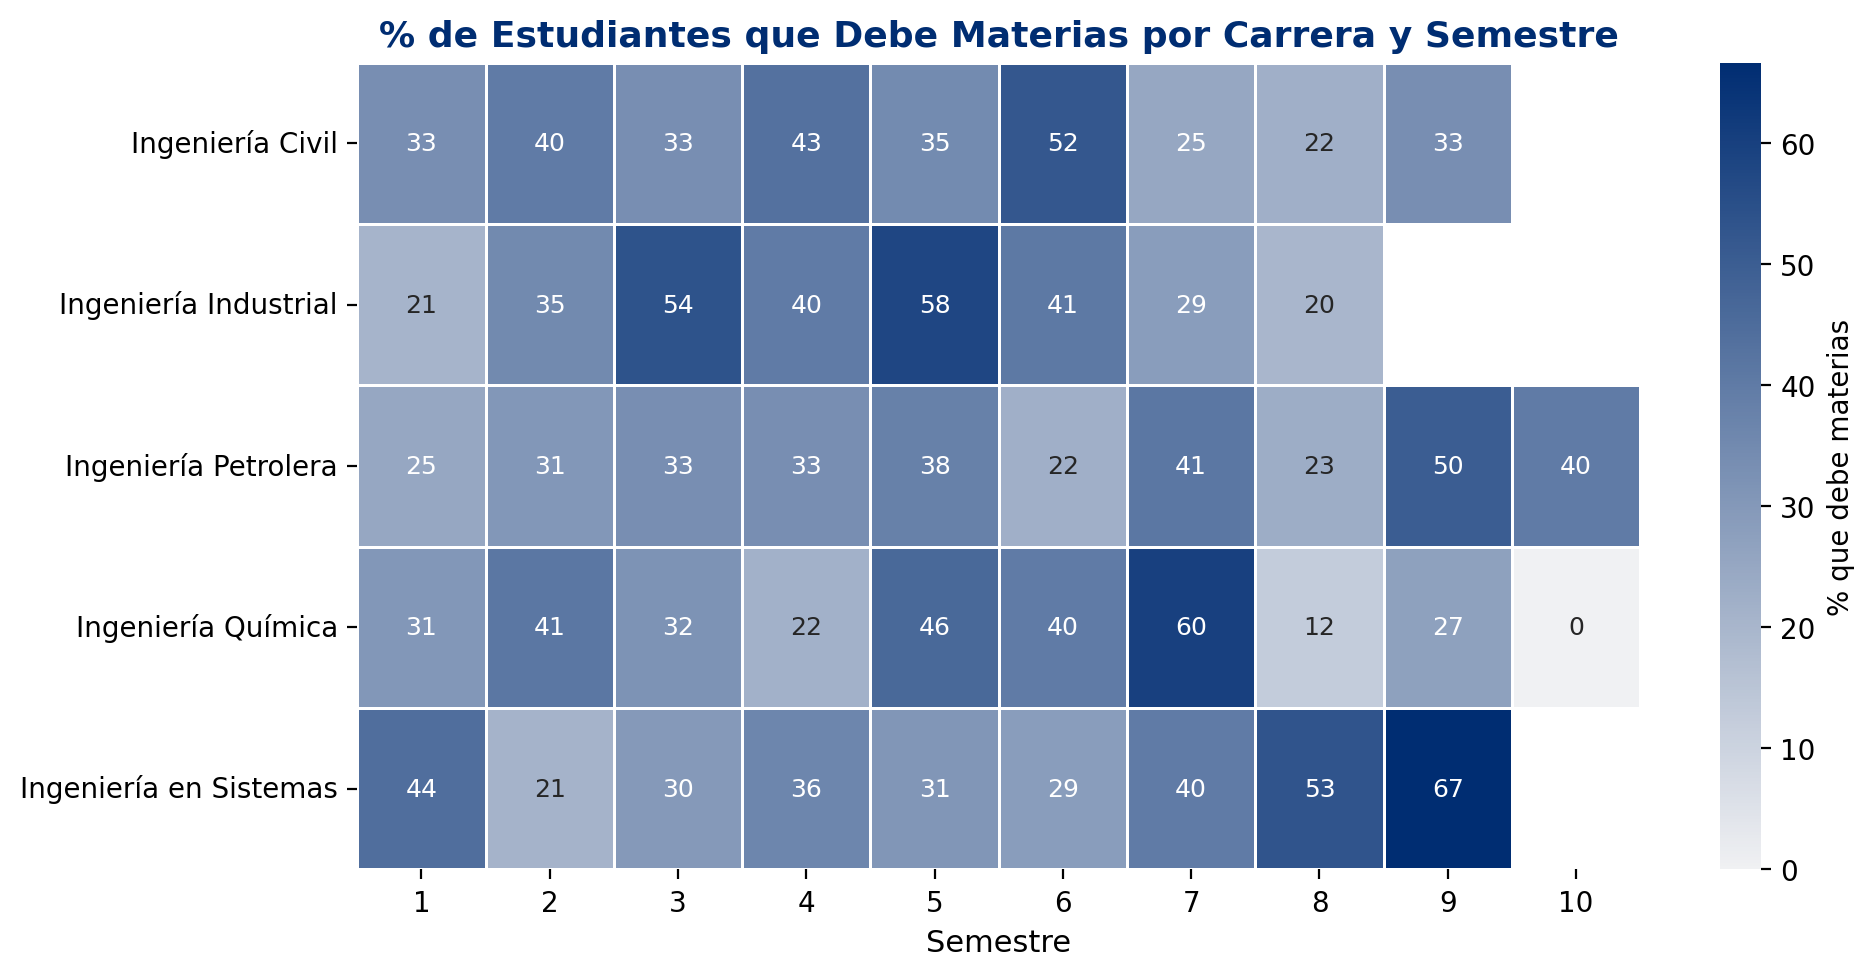 % de Estudiantes que Debe Materias por Carrera y Semestre
Ingeniería Civil 33 40 33 43 35 52 25 22 33
Ingeniería Industrial 21 35 54 40 58 41 29 20
Ingeniería Petrolera 25 31 33 33 38 22 41 23 50 40
Ingeniería Química 31 41 32 22 46 40 60 12 27 0
Ingeniería en Sistemas 44 21 30 36 31 29 40 53 67
1 2 3 4 5 6 7 8 9 10
Semestre
60
50
40
30
20
10
0
% que debe materias